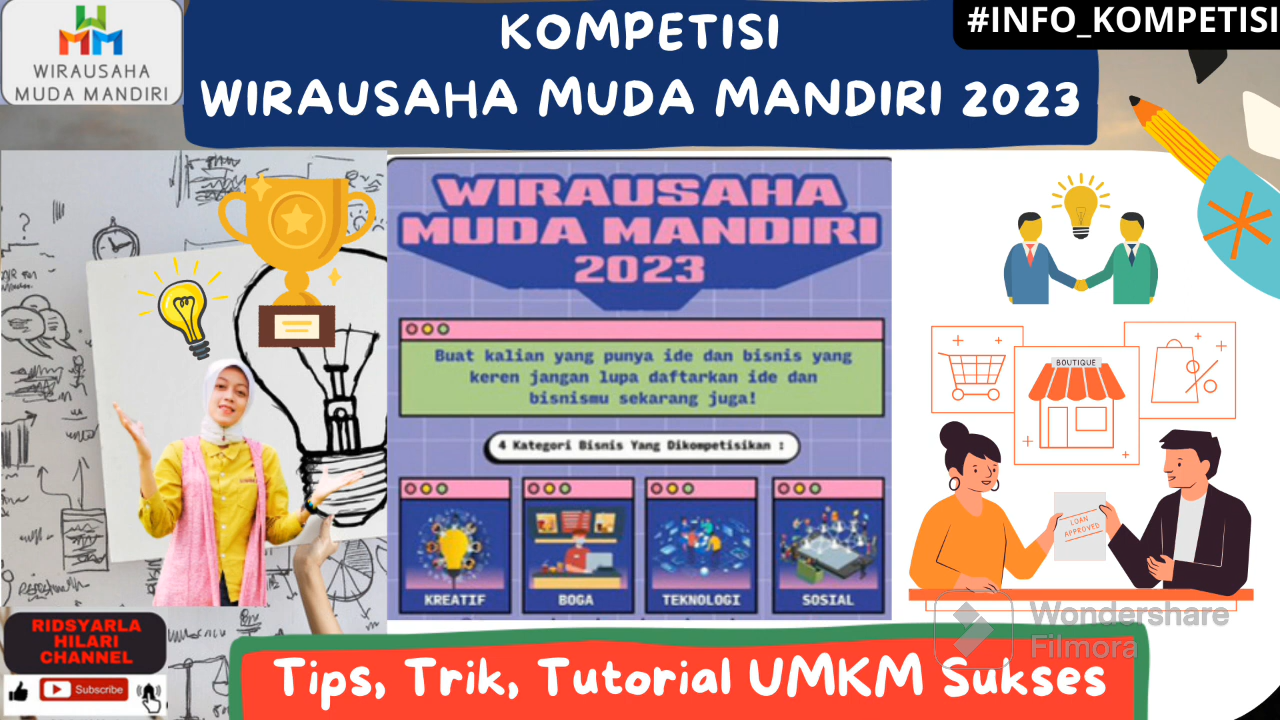 WIRAUSAHA
MUDA MANDIRI
KOMPETISI
WIRAUSAHA MUDA MANDIRI 2023
#INFO_KOMPETISI
WIRAUSAHA
MUDA MANDIRI
2023
Buat kalian yang punya ide dan bisnis yang
keren jangan lupa daftarkan ide dan
bisnismu sekarang juga!
4 Kategori Bisnis Yang Dikompetisikan :
KREATIF
BOGA
TEKNOLOGI
SOSIAL
BOUTIQUE
LOAN
APPROVED
Wondershare
Filmora
RIDSYARLA
HILARI
CHANNEL
Subscribe
Tips, Trik, Tutorial UMKM Sukses